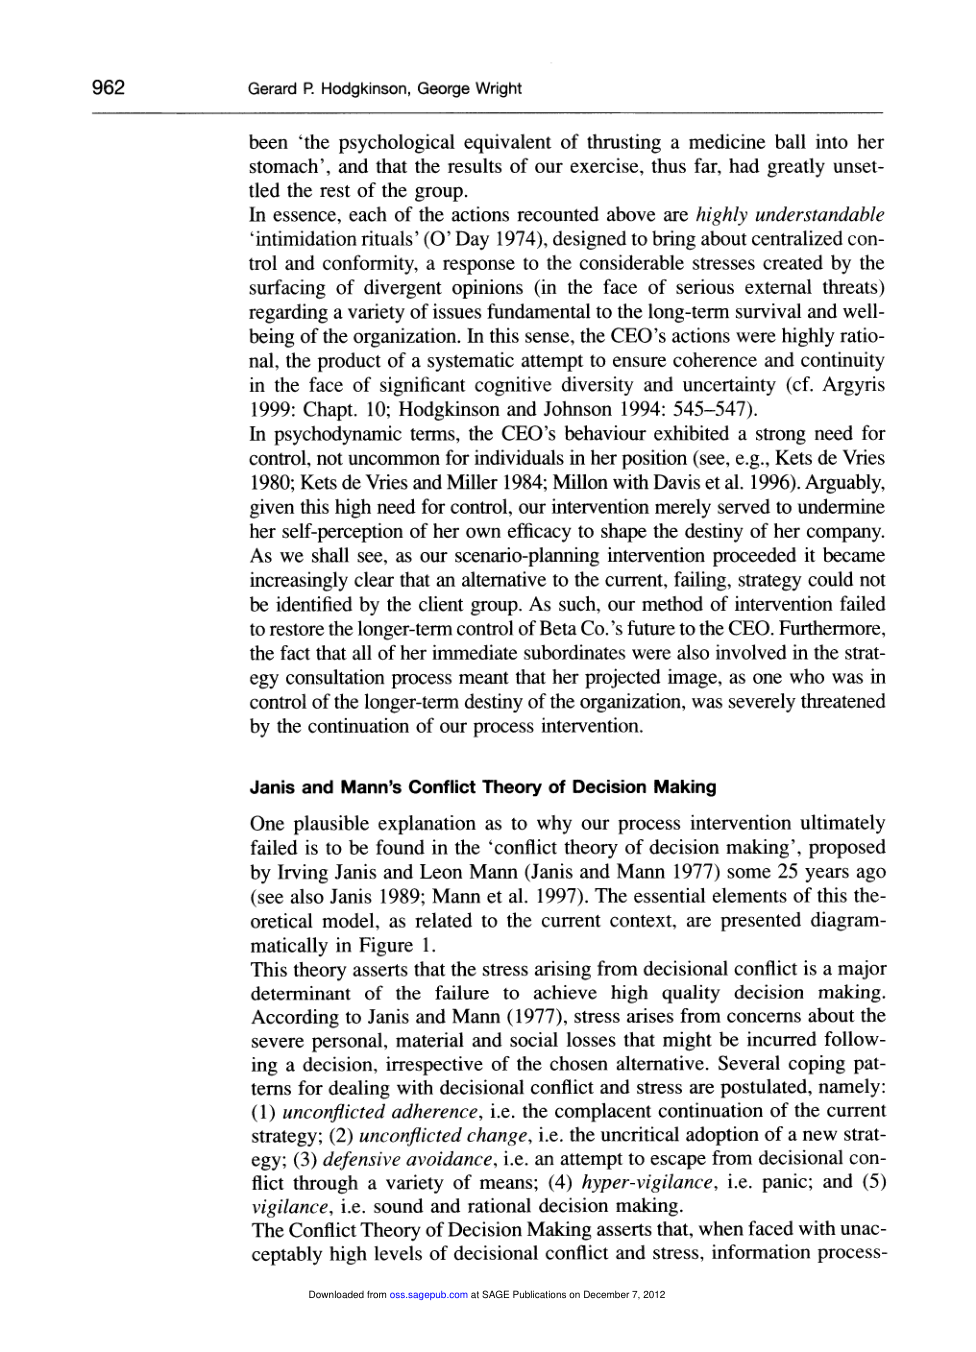 962
Gerard P. Hodgkinson, George Wright
been ‘the psychological equivalent of thrusting a medicine ball into her
stomach’, and that the results of our exercise, thus far, had greatly unset-
tled the rest of the group.
In essence, each of the actions recounted above are highly understandable
‘intimidation rituals’ (O’ Day 1974), designed to bring about centralized con-
trol and conformity, a response to the considerable stresses created by the
surfacing of divergent opinions (in the face of serious external threats)
regarding a variety of issues fundamental to the long-term survival and well-
being of the organization. In this sense, the CEO’s actions were highly ratio-
nal, the product of a systematic attempt to ensure coherence and continuity
in the face of significant cognitive diversity and uncertainty (cf. Argyris
1999: Chapt. 10; Hodgkinson and Johnson 1994: 545–547).
In psychodynamic terms, the CEO’s behaviour exhibited a strong need for
control, not uncommon for individuals in her position (see, e.g., Kets de Vries
1980; Kets de Vries and Miller 1984; Millon with Davis et al. 1996). Arguably,
given this high need for control, our intervention merely served to undermine
her self-perception of her own efficacy to shape the destiny of her company.
As we shall see, as our scenario-planning intervention proceeded it became
increasingly clear that an alternative to the current, failing, strategy could not
be identified by the client group. As such, our method of intervention failed
to restore the longer-term control of Beta Co.’s future to the CEO. Furthermore,
the fact that all of her immediate subordinates were also involved in the strat-
egy consultation process meant that her projected image, as one who was in
control of the longer-term destiny of the organization, was severely threatened
by the continuation of our process intervention.
Janis and Mann’s Conflict Theory of Decision Making
One plausible explanation as to why our process intervention ultimately
failed is to be found in the ‘conflict theory of decision making’, proposed
by Irving Janis and Leon Mann (Janis and Mann 1977) some 25 years ago
(see also Janis 1989; Mann et al. 1997). The essential elements of this the-
oretical model, as related to the current context, are presented diagram-
matically in Figure 1.
This theory asserts that the stress arising from decisional conflict is a major
determinant of the failure to achieve high quality decision making.
According to Janis and Mann (1977), stress arises from concerns about the
severe personal, material and social losses that might be incurred follow-
ing a decision, irrespective of the chosen alternative. Several coping pat-
terns for dealing with decisional conflict and stress are postulated, namely:
(1) unconflicted adherence, i.e. the complacent continuation of the current
strategy; (2) unconflicted change, i.e. the uncritical adoption of a new strat-
egy; (3) defensive avoidance, i.e. an attempt to escape from decisional con-
flict through a variety of means; (4) hyper-vigilance, i.e. panic; and (5)
vigilance, i.e. sound and rational decision making.
The Conflict Theory of Decision Making asserts that, when faced with unac-
ceptably high levels of decisional conflict and stress, information process-
Downloaded from oss.sagepub.com at SAGE Publications on December 7, 2012